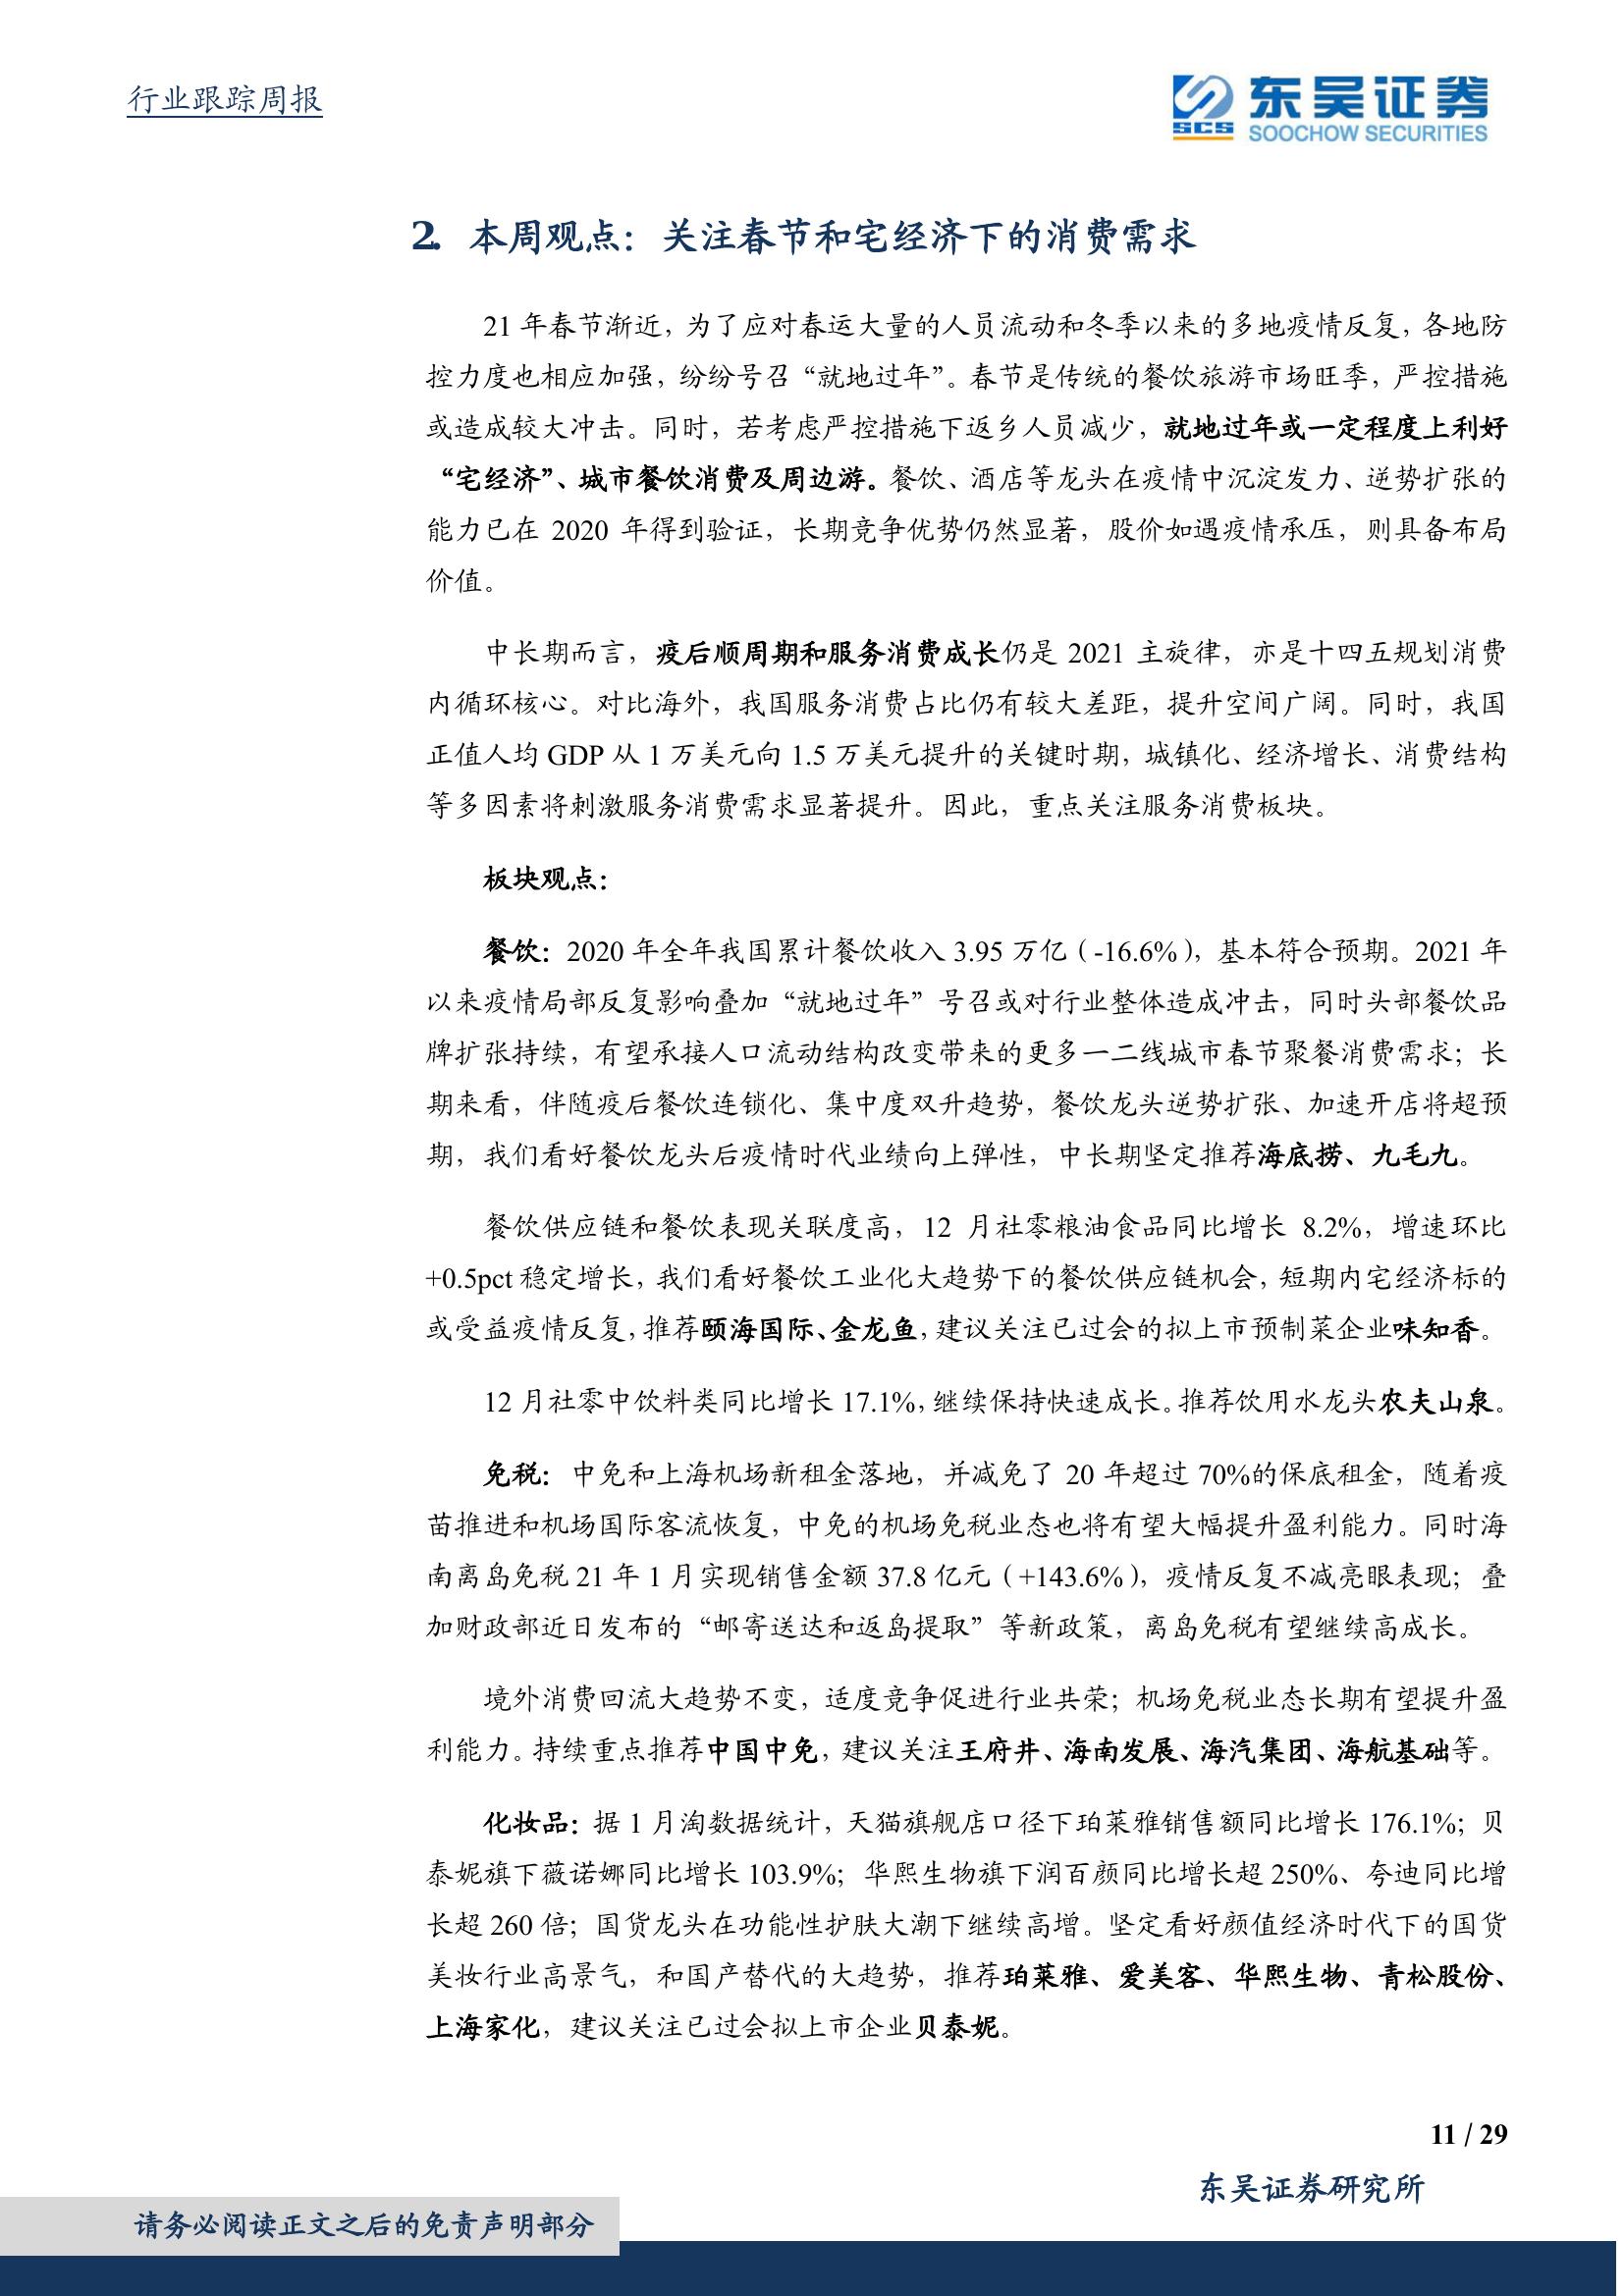 行业跟踪周报
SCS 东吴证券
SOOCHOW SECURITIES
2. 本周观点：关注春节和宅经济下的消费需求
21 年春节渐近，为了应对春运大量的人员流动和冬季以来的多地疫情反复，各地防
控力度也相应加强，纷纷号召“就地过年”。春节是传统的餐饮旅游市场旺季，严控措施
或造成较大冲击。同时，若考虑严控措施下返乡人员减少，就地过年或一定程度上利好
“宅经济”、城市餐饮消费及周边游。餐饮、酒店等龙头在疫情中沉淀发力、逆势扩张的
能力已在 2020 年得到验证，长期竞争优势仍然显著，股价如遇疫情承压，则具备布局
价值。
中长期而言，疫后顺周期和服务消费成长仍是 2021 主旋律，亦是十四五规划消费
内循环核心。对比海外，我国服务消费占比仍有较大差距，提升空间广阔。同时，我国
正值人均 GDP 从 1 万美元向 1.5 万美元提升的关键时期，城镇化、经济增长、消费结构
等多因素将刺激服务消费需求显著提升。因此，重点关注服务消费板块。
板块观点：
餐饮：2020 年全年我国累计餐饮收入 3.95 万亿（-16.6%），基本符合预期。2021 年
以来疫情局部反复影响叠加“就地过年”号召或对行业整体造成冲击，同时头部餐饮品
牌扩张持续，有望承接人口流动结构改变带来的更多一二线城市春节聚餐消费需求；长
期来看，伴随疫后餐饮连锁化、集中度双升趋势，餐饮龙头逆势扩张、加速开店将超预
期，我们看好餐饮龙头后疫情时代业绩向上弹性，中长期坚定推荐海底捞、九毛九。
餐饮供应链和餐饮表现关联度高，12 月社零粮油食品同比增长 8.2%，增速环比
+0.5pct 稳定增长，我们看好餐饮工业化大趋势下的餐饮供应链机会，短期内宅经济标的
或受益疫情反复，推荐颐海国际、金龙鱼，建议关注已过会的拟上市预制菜企业味知香。
12 月社零中饮料类同比增长 17.1%，继续保持快速成长。推荐饮用水龙头农夫山泉。
免税：中免和上海机场新租金落地，并减免了 20 年超过 70%的保底租金，随着疫
苗推进和机场国际客流恢复，中免的机场免税业态也将有望大幅提升盈利能力。同时海
南离岛免税 21 年 1 月实现销售金额 37.8 亿元（+143.6%），疫情反复不减亮眼表现；叠
加财政部近日发布的“邮寄送达和返岛提取”等新政策，离岛免税有望继续高成长。
境外消费回流大趋势不变，适度竞争促进行业共荣；机场免税业态长期有望提升盈
利能力。持续重点推荐中国中免，建议关注王府井、海南发展、海汽集团、海航基础等。
化妆品：据 1 月淘数据统计，天猫旗舰店口径下珀莱雅销售额同比增长 176.1%；贝
泰妮旗下薇诺娜同比增长 103.9%；华熙生物旗下润百颜同比增长超 250%、夸迪同比增
长超 260 倍；国货龙头在功能性护肤大潮下继续高增。坚定看好颜值经济时代下的国货
美妆行业高景气，和国产替代的大趋势，推荐珀莱雅、爱美客、华熙生物、青松股份、
上海家化，建议关注已过会拟上市企业贝泰妮。
11 / 29
东吴证券研究所
请务必阅读正文之后的免责声明部分